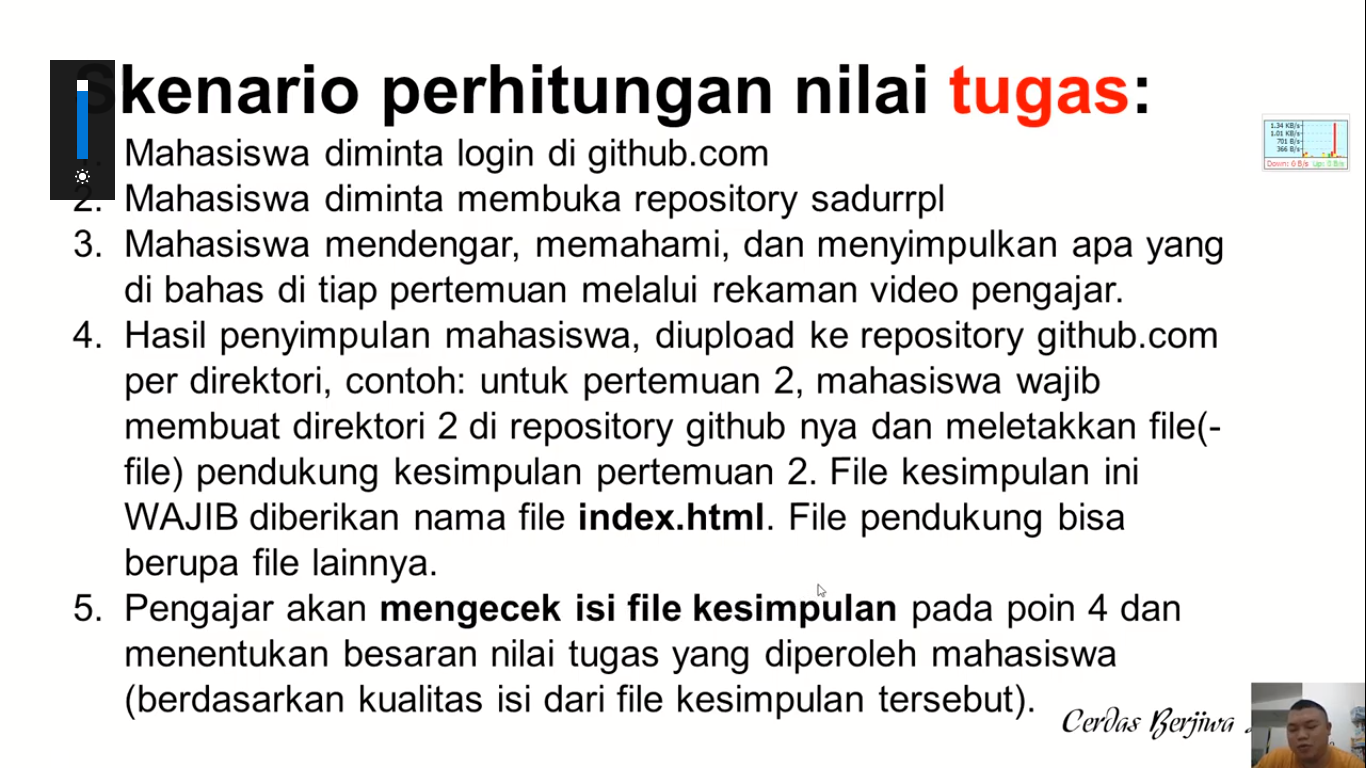 Skenario perhitungan nilai tugas:
1. Mahasiswa diminta login di github.com
2. Mahasiswa diminta membuka repository sadurrpl
3. Mahasiswa mendengar, memahami, dan menyimpulkan apa yang
di bahas di tiap pertemuan melalui rekaman video pengajar.
4. Hasil penyimpulan mahasiswa, diupload ke repository github.com
per direktori, contoh: untuk pertemuan 2, mahasiswa wajib
membuat direktori 2 di repository github nya dan meletakkan file(-
file) pendukung kesimpulan pertemuan 2. File kesimpulan ini
WAJIB diberikan nama file index.html. File pendukung bisa
berupa file lainnya.
5. Pengajar akan mengecek isi file kesimpulan pada poin 4 dan
menentukan besaran nilai tugas yang diperoleh mahasiswa
(berdasarkan kualitas isi dari file kesimpulan tersebut).
Cerdas Berjiwa
1.34 KB/s
1.01 KB/s
701 B/s
366 B/s
Down: 0 B/s Up: 0 B/s